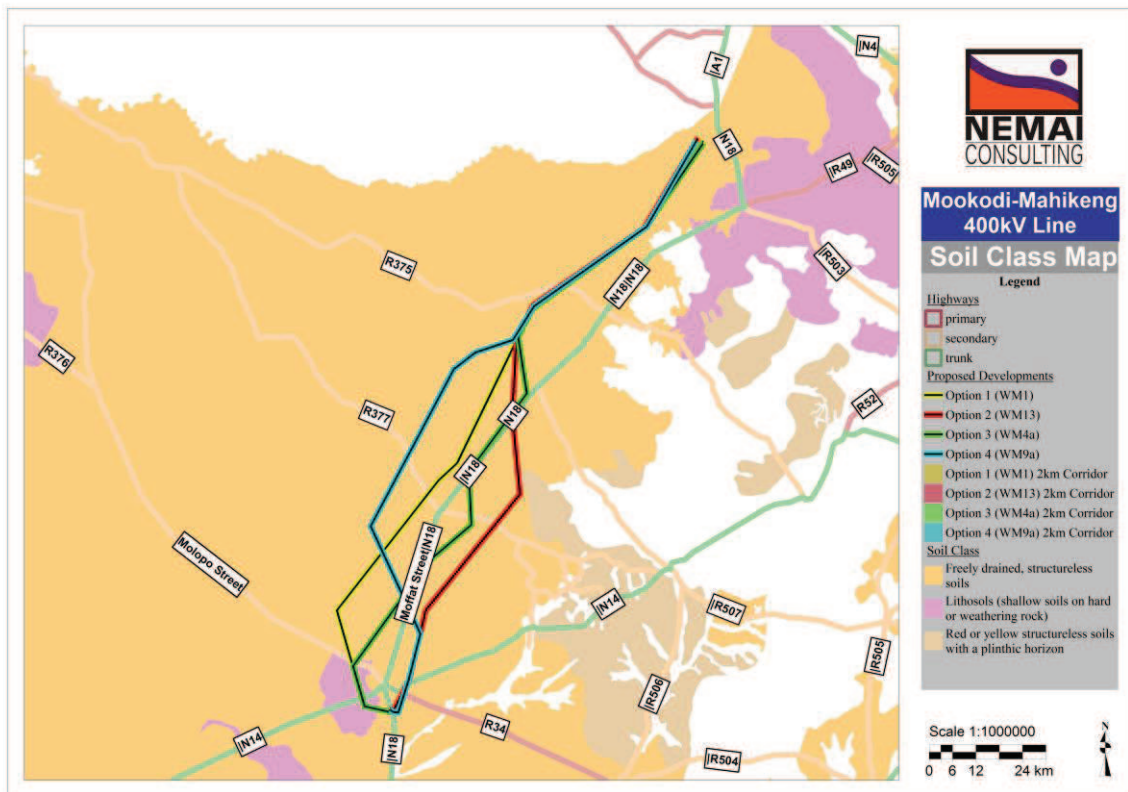 |A1
|N4
N18
|R49
|R505
R375
N18|N18
|R503
R376
R377
N18
R52
|N18
Molopo Street
Moffat Street|N18
|N14
|R507
|R505
|R506
R34
|N14
|N18
|R504
NEMAI
CONSULTING
Mookodi-Mahikeng
400kV Line
Soil Class Map
Legend
Highways
primary
secondary
trunk
Proposed Developments
Option 1 (WM1)
Option 2 (WM13)
Option 3 (WM4a)
Option 4 (WM9a)
Option 1 (WM1) 2km Corridor
Option 2 (WM13) 2km Corridor
Option 3 (WM4a) 2km Corridor
Option 4 (WM9a) 2km Corridor
Soil Class
Freely drained, structureless
soils
Lithosols (shallow soils on hard
or weathering rock)
Red or yellow structureless soils
with a plinthic horizon
Scale 1:1000000
0 6 12 24 km
N